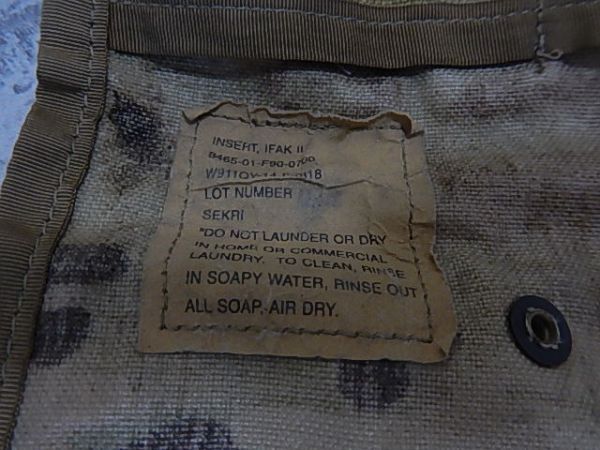 INSERT, IFAK II
LOT NUMBER
SEKRI
"DO NOT LAUNDER OR DRY
IN HOME OR COMMERCIAL
LAUNDRY. TO CLEAN, RINSE
IN SOAPY WATER, RINSE OUT
ALL SOAP. AIR DRY.